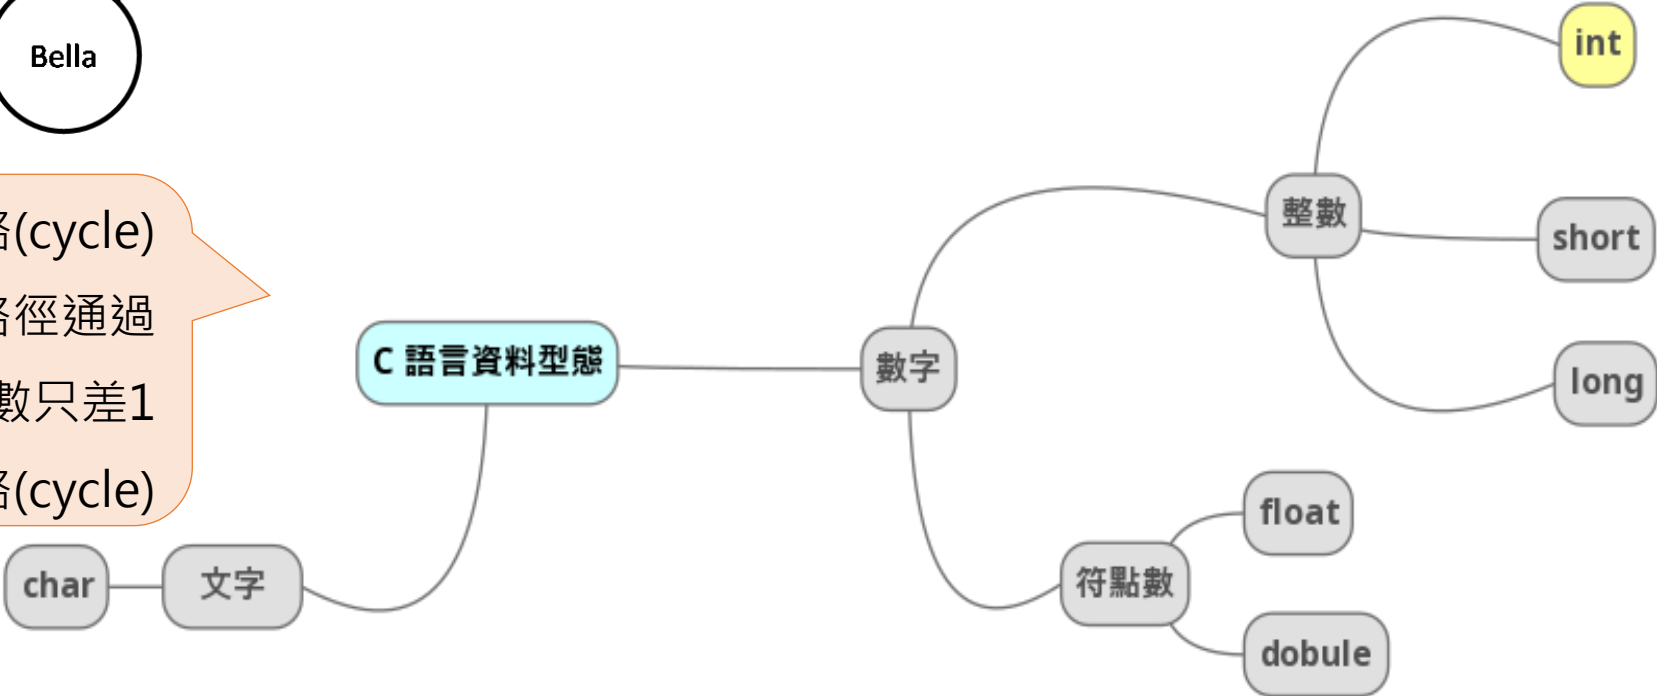 Bella
(cycle)
徑通過
數只差1
(cycle)
C 語言資料型態
數字
整數
int
short
long
符點數
float
dobule
文字
char